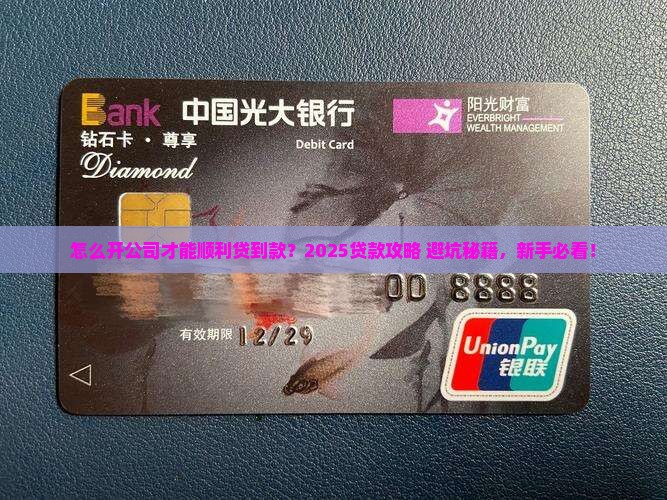 Bank 中国光大银行
阳光财富
EVERBRIGHT
WEALTH MANAGEMENT
钻石卡 · 尊享
Debit Card
Diamond
怎么开公司才能顺利贷到款？2025贷款攻略 避坑秘籍，新手必看！
00 8888
有效期限 12/29
UnionPay
银联